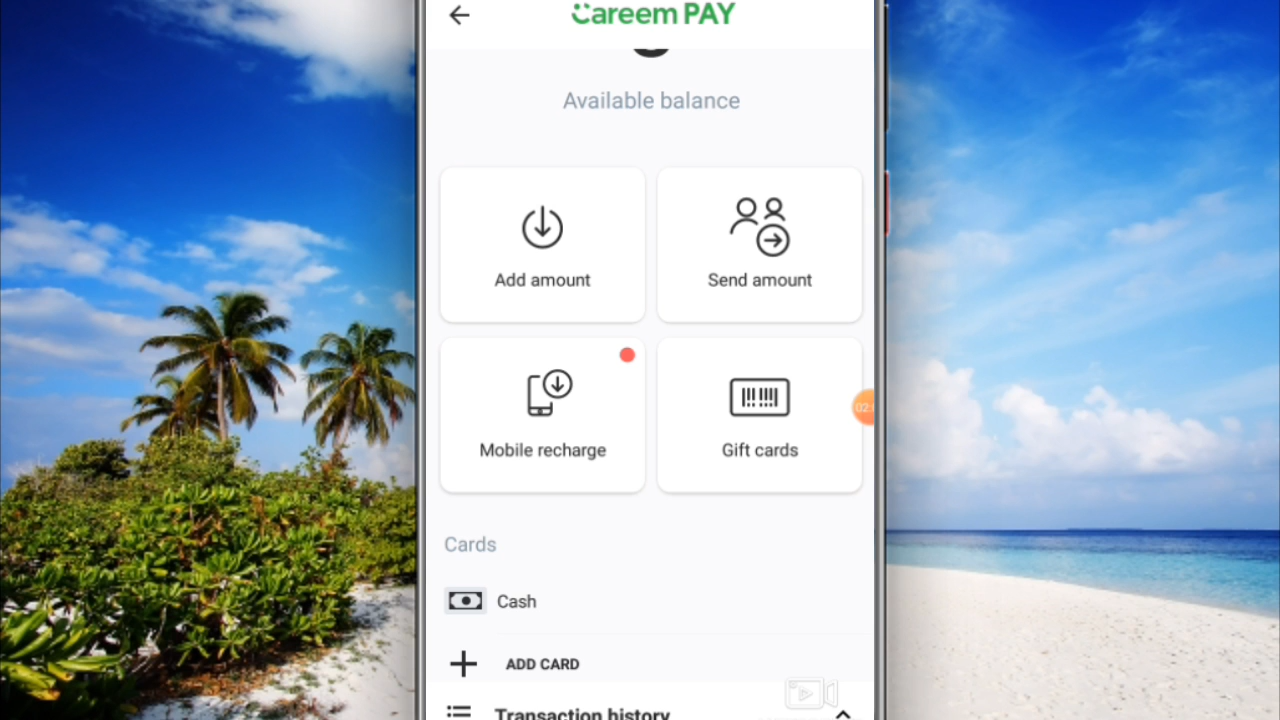 Careem PAY
Available balance
Add amount
Send amount
Mobile recharge
Gift cards
Cards
Cash
ADD CARD
Transaction history